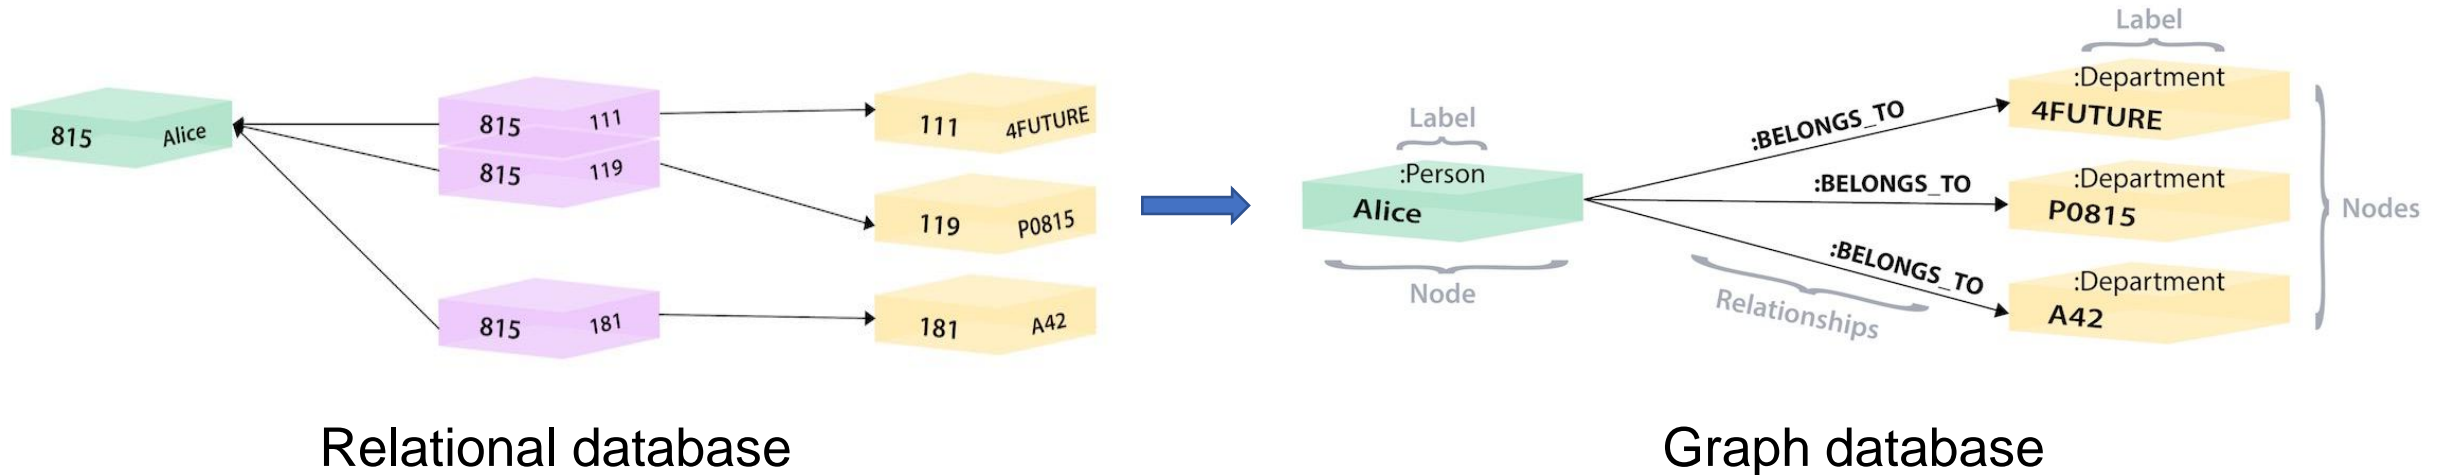 815 Alice
815 111
815 119
815 181
111 4FUTURE
119 P0815
181 A42
Relational database
Label
:Person
Alice
Node
:BELONGS_TO
:BELONGS_TO
:BELONGS_TO
Relationships
Label
:Department
4FUTURE
:Department
P0815
:Department
A42
Nodes
Graph database